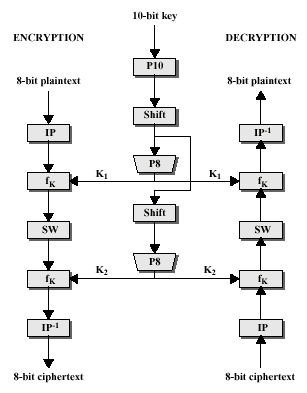 10-bit key
ENCRYPTION
DECRYPTION
P10
8-bit plaintext
8-bit plaintext
Shift
IP
IP-1
P8
fK
K1
K1
fK
Shift
SW
SW
P8
fK
K2
K2
fK
IP-1
IP
8-bit ciphertext
8-bit ciphertext